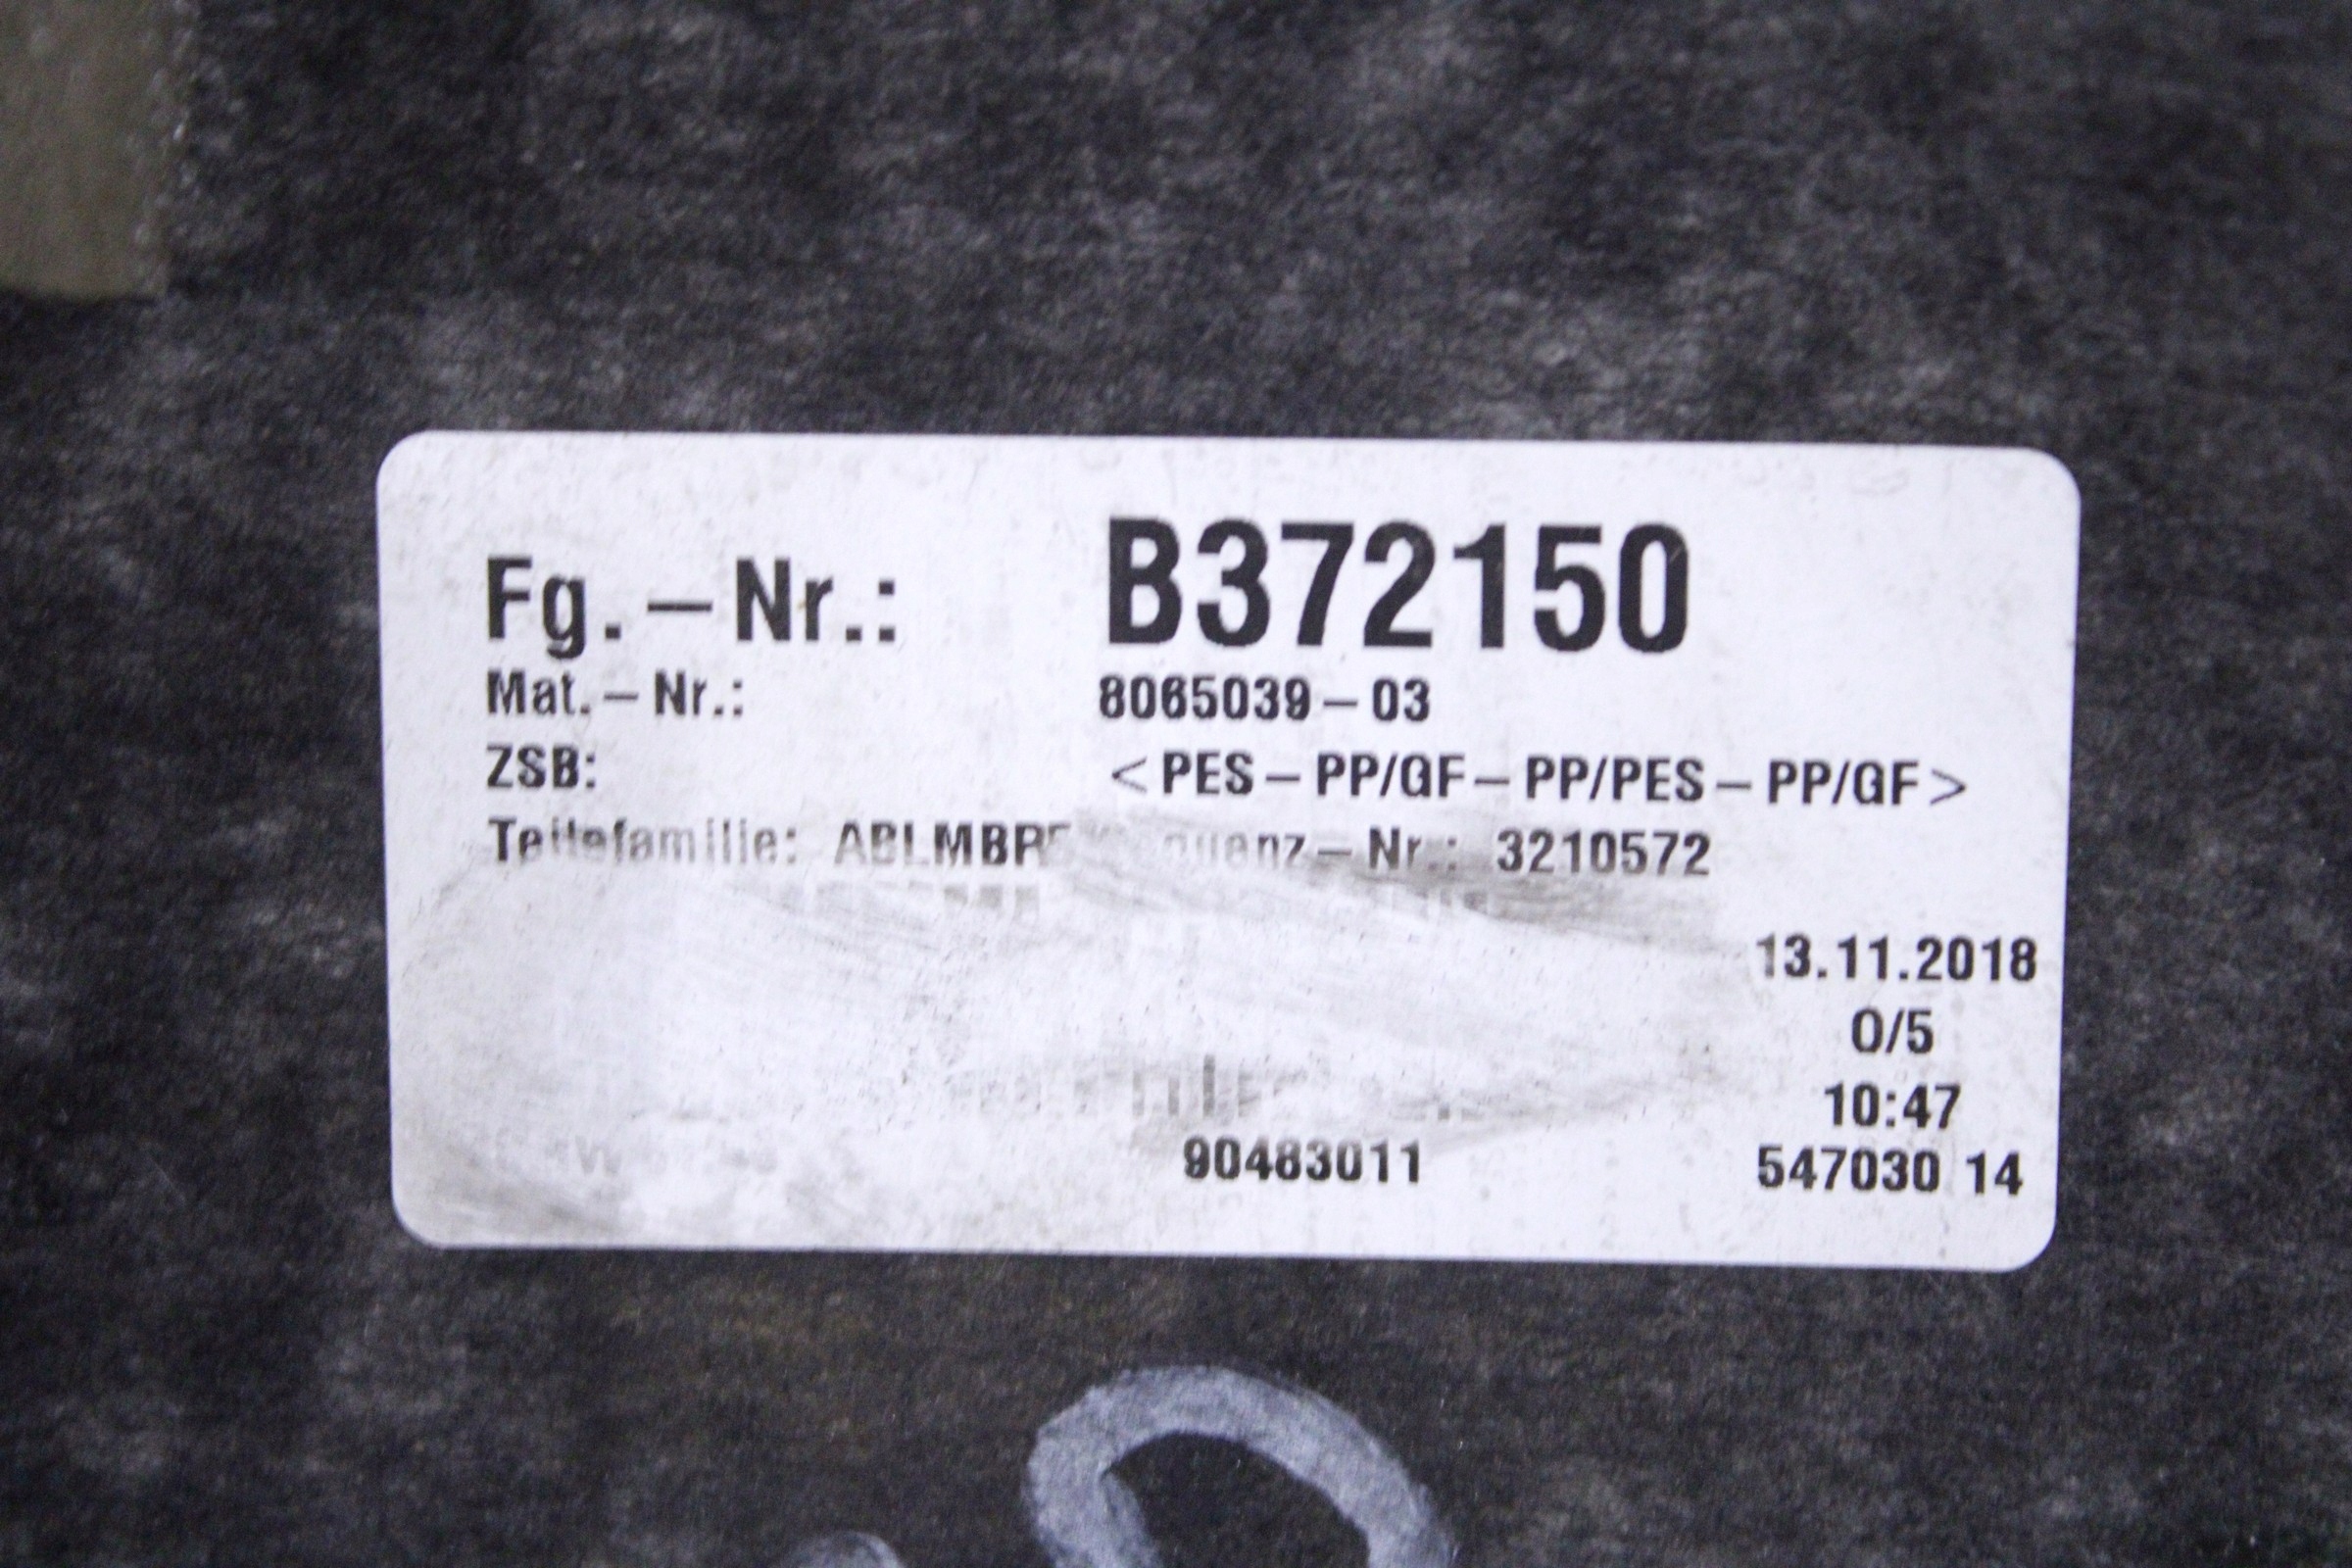 Fg.-Nr.: B372150
Mat.-Nr.: 8065039-03
ZSB: <PES-PP/GF-PP/PES-PP/GF>
Teilefamilie: -Nr.: 3210572
13.11.2018
0/5
10:47
90483011 547030 14